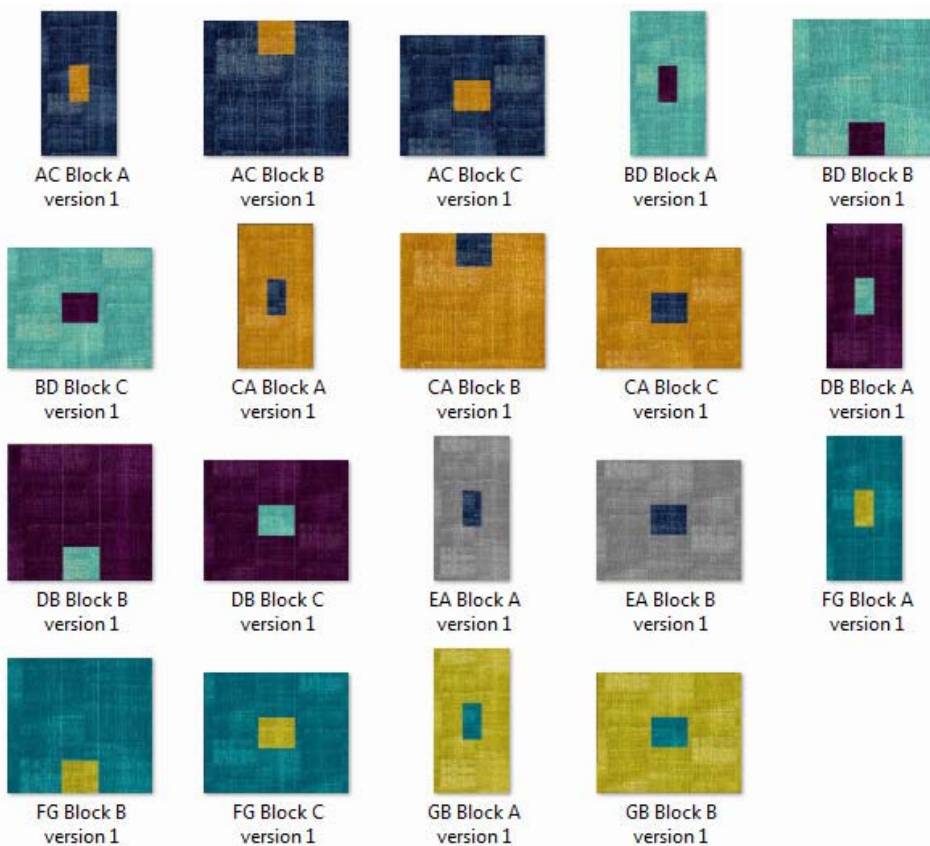 AC Block A
version 1
AC Block B
version 1
AC Block C
version 1
BD Block A
version 1
BD Block B
version 1
BD Block C
version 1
CA Block A
version 1
CA Block B
version 1
CA Block C
version 1
DB Block A
version 1
DB Block B
version 1
DB Block C
version 1
EA Block A
version 1
EA Block B
version 1
FG Block A
version 1
FG Block B
version 1
FG Block C
version 1
GB Block A
version 1
GB Block B
version 1